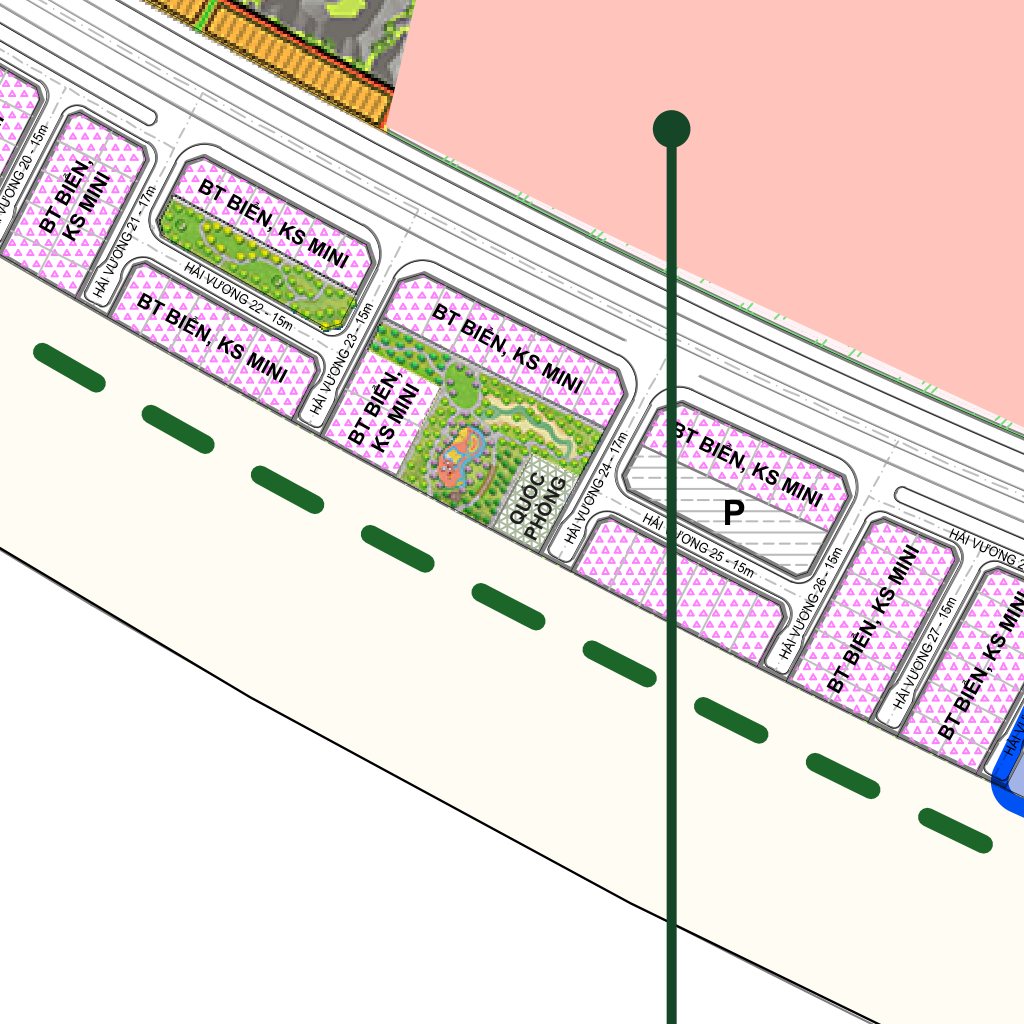 VƯƠNG 20 - 15m
BT BIỂN,
KS MINI
HẢI VƯƠNG 21 - 17m
BT BIỂN, KS MINI
HẢI VƯƠNG 22 - 15m
BT BIỂN, KS MINI
HẢI VƯƠNG 23 - 15m
BT BIỂN, KS MINI
BT BIỂN,
KS MINI
QUỐC
PHÒNG
HẢI VƯƠNG 24 - 17m
BT BIỂN, KS MINI
P
HẢI VƯƠNG 25 - 15m
HẢI VƯƠNG 26 - 15m
BT BIỂN, KS MINI
HẢI VƯƠNG 2
HẢI VƯƠNG 27 - 15m
BT BIỂN, KS MINI